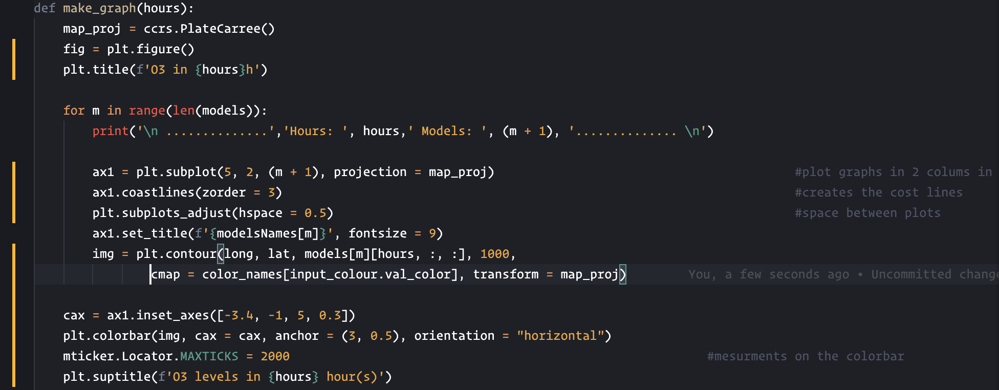 def make_graph(hours):
    map_proj = ccrs.PlateCarree()
    fig = plt.figure()
    plt.title(f'O3 in {hours}h')
    for m in range(len(models)):
        print('\n ..............','Hours: ', hours,' Models: ', (m + 1), '.............. \n')
        ax1 = plt.subplot(5, 2, (m + 1), projection = map_proj) #plot graphs in 2 colums in
        ax1.coastlines(zorder = 3) #creates the cost lines
        plt.subplots_adjust(hspace = 0.5) #space between plots
        ax1.set_title(f'{modelsNames[m]}', fontsize = 9)
        img = plt.contour(long, lat, models[m][hours, :, :], 1000,
                cmap = color_names[input_colour.val_color], transform = map_proj) You, a few seconds ago • Uncommitted change
    cax = ax1.inset_axes([-3.4, -1, 5, 0.3])
    plt.colorbar(img, cax = cax, anchor = (3, 0.5), orientation = "horizontal")
    mticker.Locator.MAXTICKS = 2000 #mesurments on the colorbar
    plt.suptitle(f'O3 levels in {hours} hour(s)')